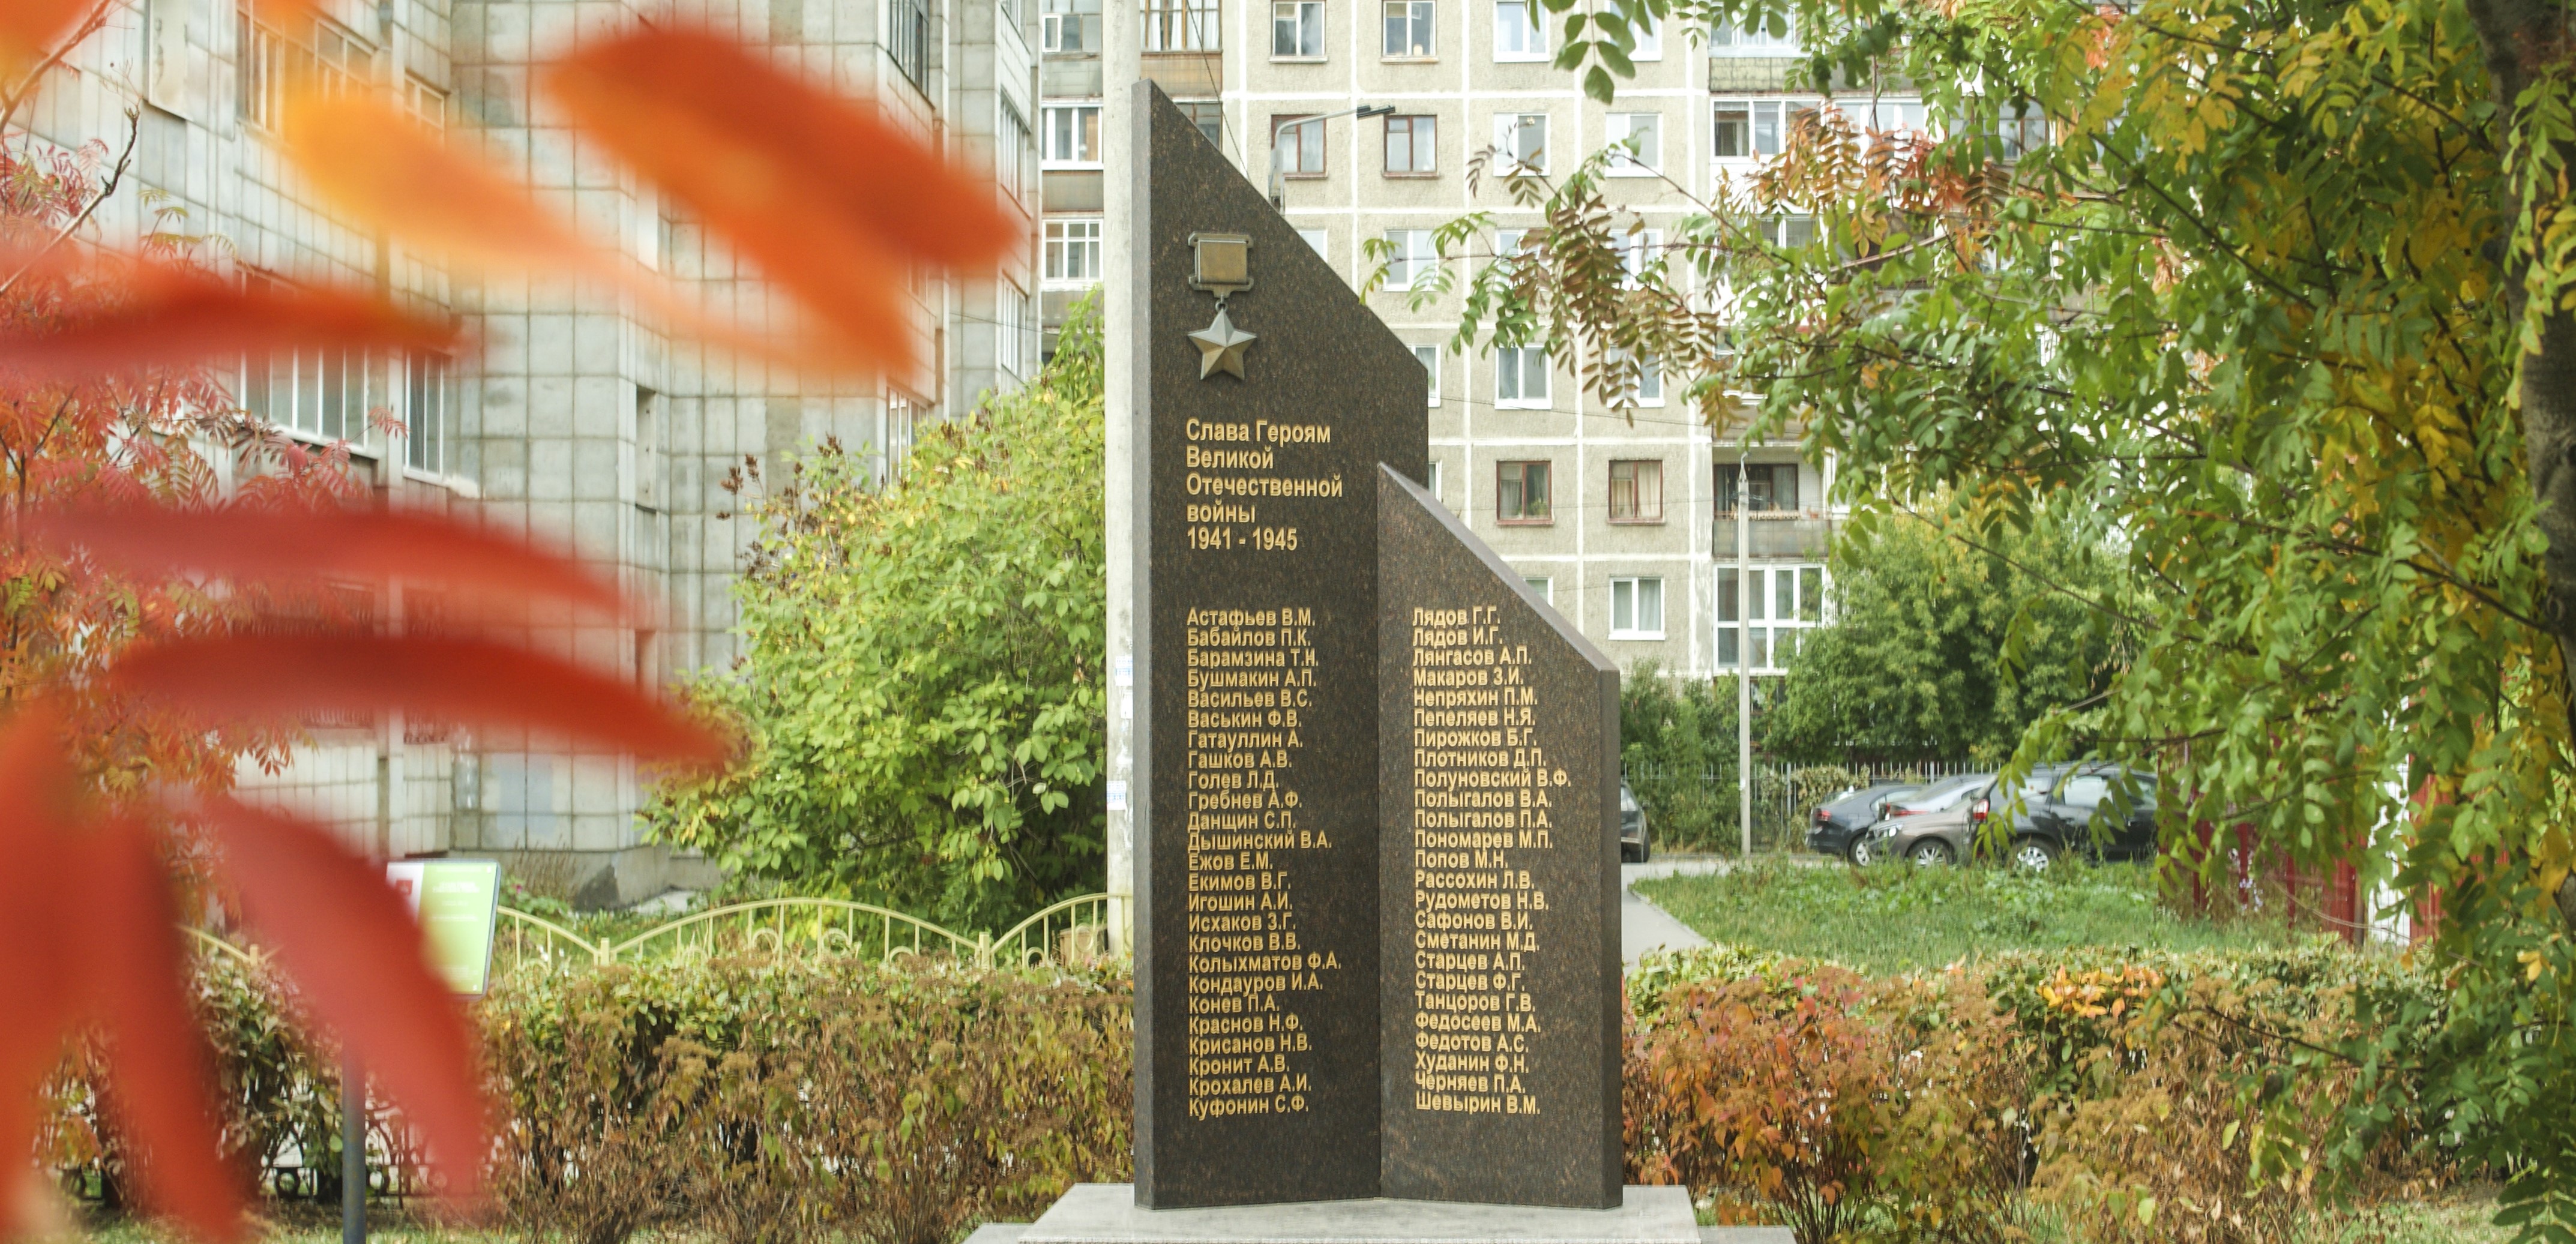 Слава Героям
Великой
Отечественной
войны
1941 - 1945
Астафьев В.М.
Бабайлов П.К.
Барамзина Т.Н.
Бушмакин А.П.
Васильев В.С.
Васькин Ф.В.
Гатауллин А.
Гашков А.В.
Голев Л.Д.
Гребнев А.Ф.
Данщин С.П.
Дышинский В.А.
Ежов Е.М.
Екимов В.Г.
Игошин А.И.
Исхаков З.Г.
Клочков В.В.
Колыхматов Ф.А.
Кондауров И.А.
Конев П.А.
Краснов Н.Ф.
Крисанов Н.В.
Кронит А.В.
Крохалев А.И.
Куфонин С.Ф.
Лядов Г.Г.
Лядов И.Г.
Лянгасов А.П.
Макаров З.И.
Непряхин П.М.
Пепеляев Н.Я.
Пирожков Б.Г.
Плотников Д.П.
Полуновский В.Ф.
Полыгалов В.А.
Полыгалов П.А.
Пономарев М.П.
Попов М.Н.
Рассохин Л.В.
Рудометов Н.В.
Сафонов В.И.
Сметанин М.Д.
Старцев А.П.
Старцев Ф.Г.
Танцоров Г.В.
Федосеев М.А.
Федотов А.С.
Худанин Ф.Н.
Черняев П.А.
Шевырин В.М.